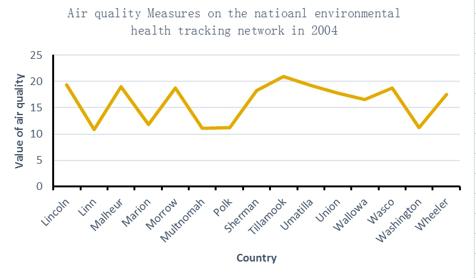 Air quality Measures on the natioanl environmental
health tracking network in 2004
25
20
15
10
5
0
Value of air quality
Lincoln
Linn
Malheur
Marion
Morrow
Multnomah
Polk
Sherman
Tillamook
Umatilla
Union
Wallowa
Wasco
Washington
Wheeler
Country